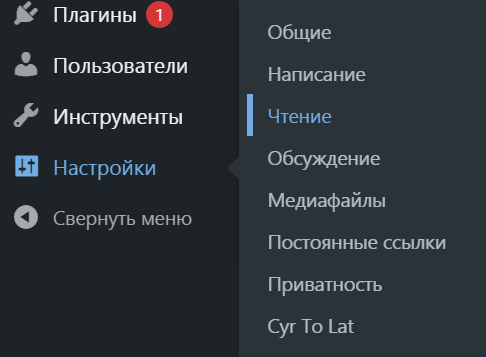 Плагины 1
Пользователи
Инструменты
Настройки
Свернуть меню
Общие
Написание
Чтение
Обсуждение
Медиафайлы
Постоянные ссылки
Приватность
Cyr To Lat